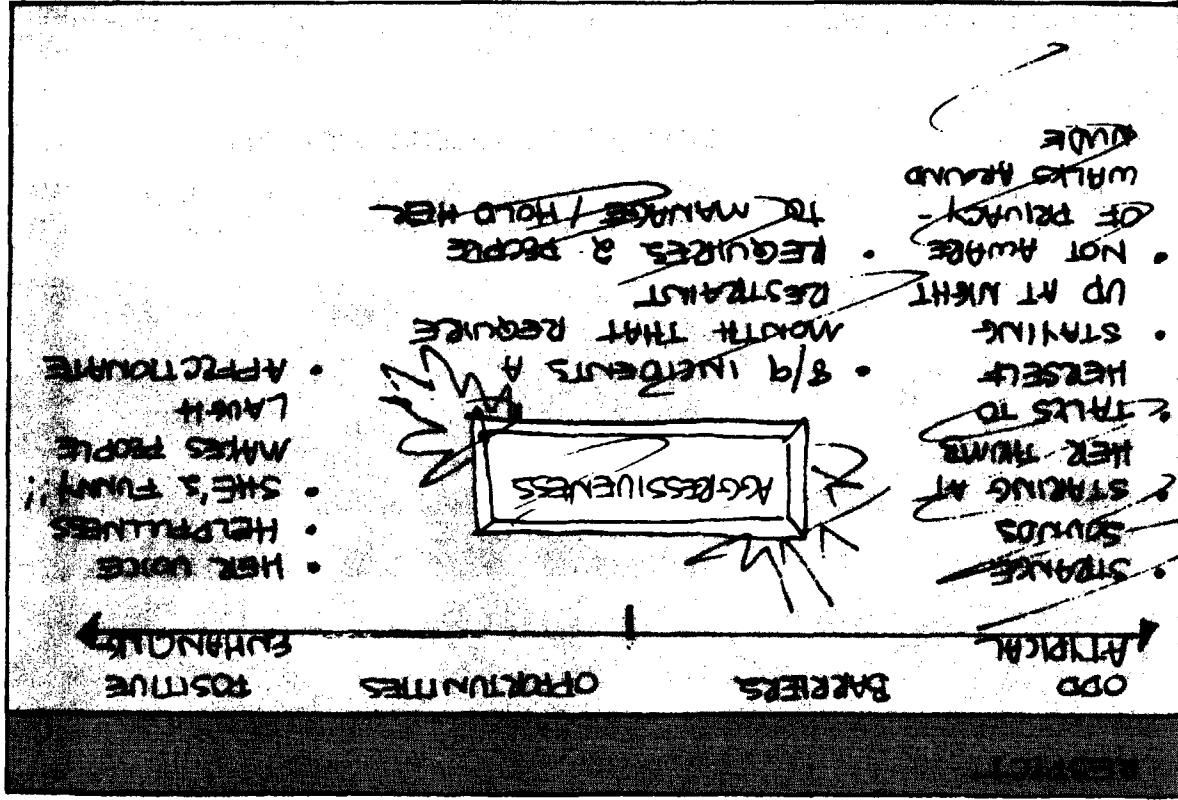 RESPECT
ODD
ATYPICAL
BARRIERS
OPPORTUNITIES
POSITIVE
ENHANCING
• STRANGE
SOUNDS
• STARING AT
HER THUMB
• TALKS TO
HERSELF
• STAYING
UP AT NIGHT
• NOT AWARE
OF PRIVACY -
WALKS AROUND
NUDE
AGGRESSIVENESS
• 8/9 INCIDENTS A
MONTH THAT REQUIRE
RESTRAINT
• REQUIRES 2 PEOPLE
TO MANAGE / HOLD HER
• HER VOICE
• HELPFULLNESS
• SHE'S FUNNY!!
MAKES PEOPLE
LAUGH
• AFFECTIONATE